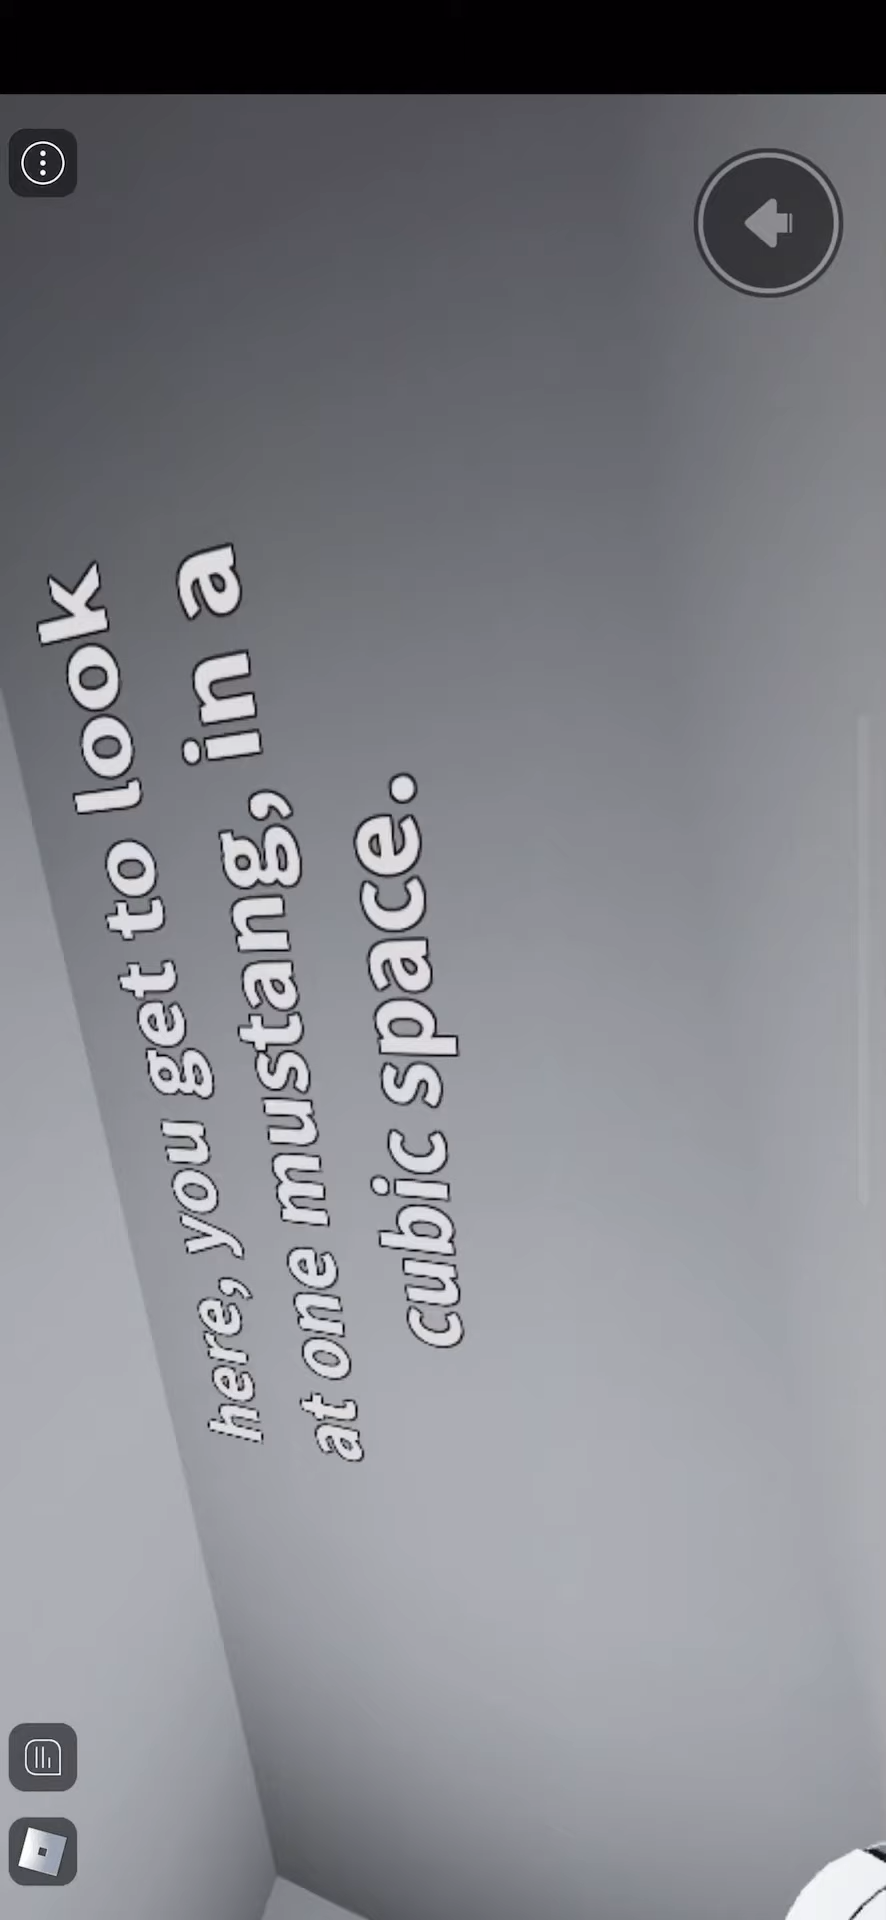 here, you get to look
at one mustang, in a
cubic space.